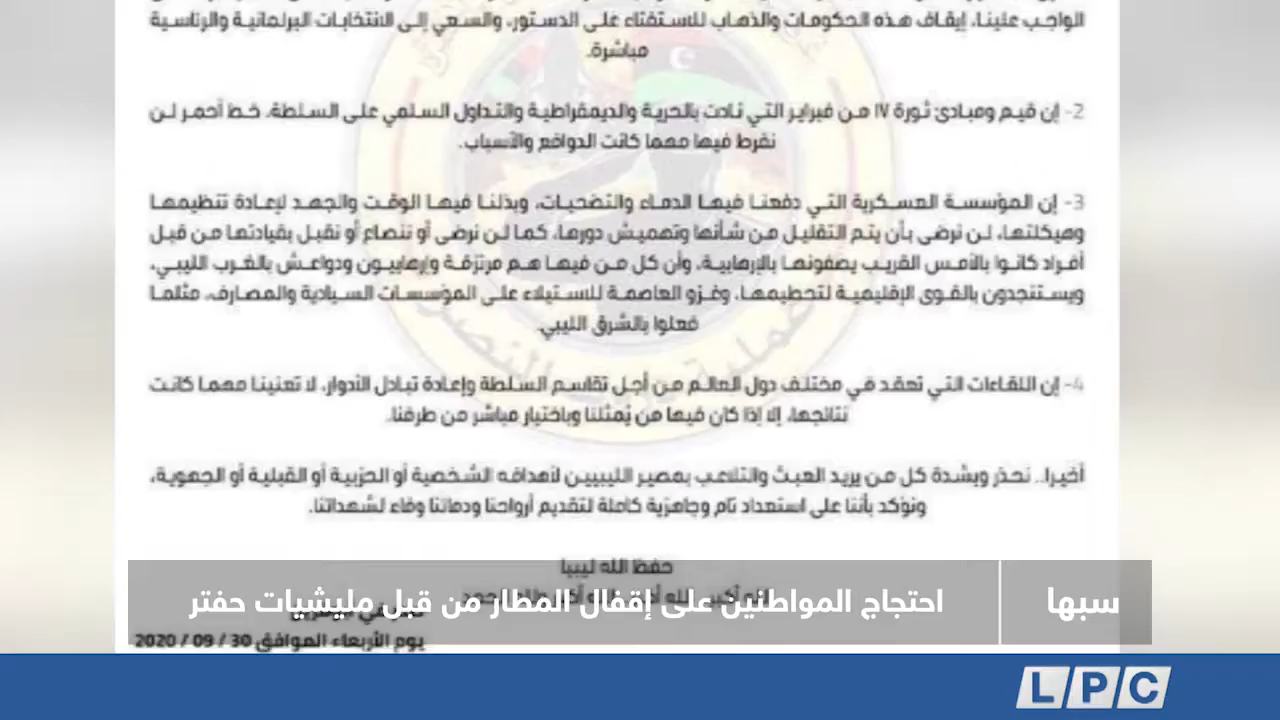 الواجب علينا، إيقاف هذه الحكومات والذهاب للاستفتاء على الدستور، والسعي إلى الانتخابات البرلمانية والرئاسية
مباشرة.
2- إن قيم ومبادئ ثورة ١٧ من فبراير التي نادت بالحرية والديمقراطية والتداول السلمي على السلطة، خط أحمر لن
نفرط فيها مهما كانت الدوافع والأسباب.
3- إن المؤسسة العسكرية التي دفعنا فيها الدماء والتضحيات، وبذلنا فيها الوقت والجهد لإعادة تنظيمها
وهيكلتها، لن نرضى بأن يتم التقليل من شأنها وتهميش دورها، كما لن نرضى أو ننصاع أو نقبل بقيادتها من قبل
أفراد كانوا بالأمس القريب يصفونها بالإرهابية، وأن كل من فيها هم مرتزقة وإرهابيون ودواعش بالغرب الليبي،
ويستنجدون بالقوى الإقليمية لتحطيمها، وغزو العاصمة للاستيلاء على المؤسسات السيادية والمصارف، مثلما
فعلوا بالشرق الليبي.
4- إن اللقاءات التي تعقد في مختلف دول العالم من أجل تقاسم السلطة وإعادة تبادل الأدوار، لا تعنينا مهما كانت
نتائجها، إلا إذا كان فيها من يُمثلنا وباختيار مباشر من طرفنا.
أخيرا.. نحذر وبشدة كل من يريد العبث والتلاعب بمصير الليبيين لأهدافه الشخصية أو الحزبية أو القبلية أو الجهوية،
ونؤكد بأننا على استعداد تام وجاهزية كاملة لتقديم أرواحنا ودمائنا وفاء لشهدائنا.
حفظ الله ليبيا
سبها
احتجاج المواطنين على إقفال المطار من قبل مليشيات حفتر
يوم الأربعاء الموافق 30 / 09 / 2020
LPC